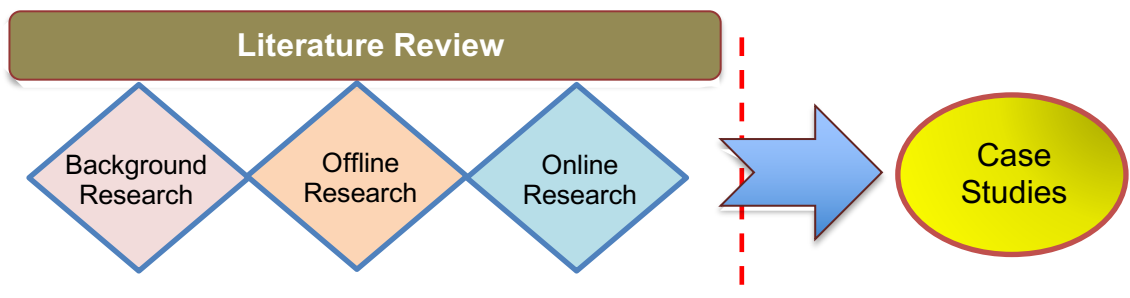 Literature Review
Background
Research
Offline
Research
Online
Research
Case
Studies